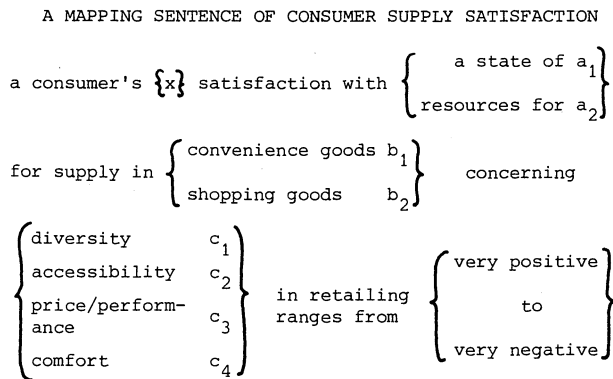 A MAPPING SENTENCE OF CONSUMER SUPPLY SATISFACTION
a consumer's {x} satisfaction with { a state of a1
resources for a2 }
for supply in { convenience goods b1
shopping goods b2 } concerning
{ diversity c1
accessibility c2
price/perform-
ance c3
comfort c4 }
in retailing
ranges from
{ very positive
to
very negative }